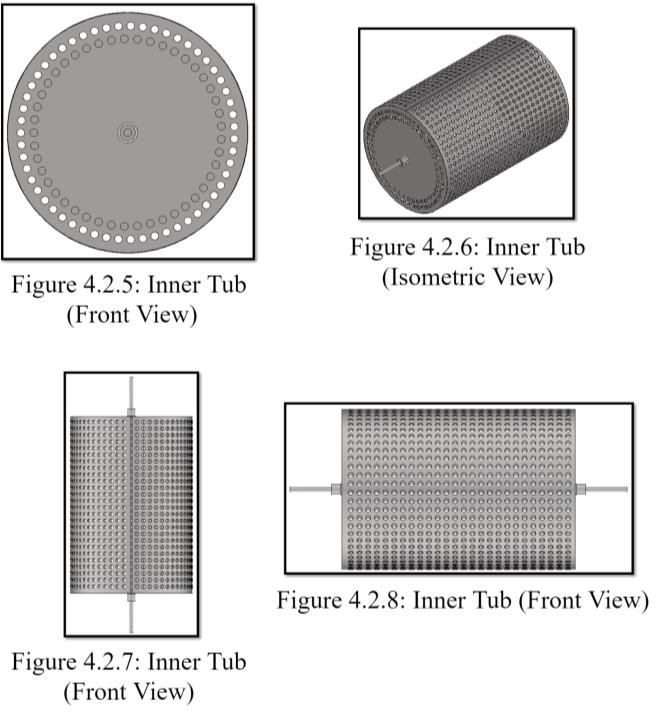 Figure 4.2.5: Inner Tub
(Front View)
Figure 4.2.6: Inner Tub
(Isometric View)
Figure 4.2.7: Inner Tub
(Front View)
Figure 4.2.8: Inner Tub (Front View)